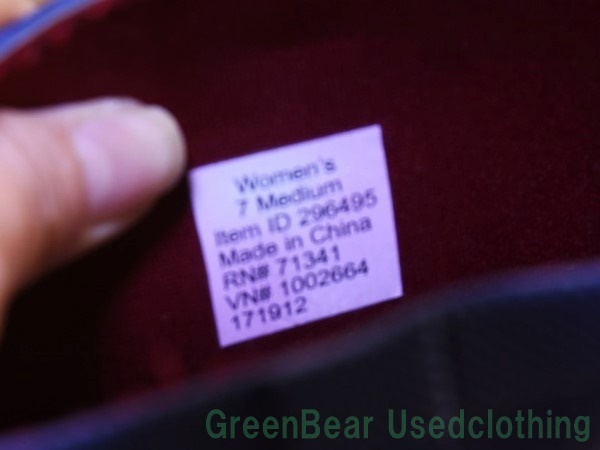 Women's
7 Medium
Item ID 296495
Made in China
RN# 71341
VN# 1002664
171912
GreenBear Usedclothing